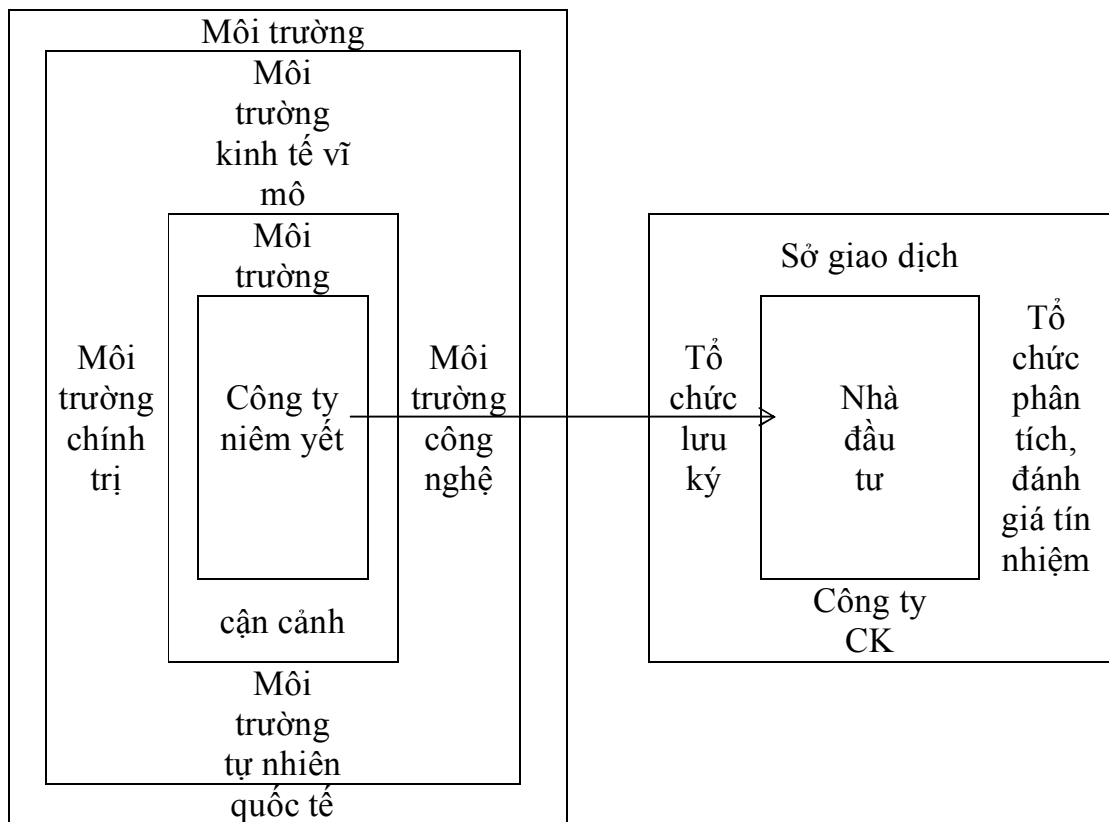 Môi trường
Môi
trường
kinh tế vĩ
mô
Môi
trường
Môi
trường
chính
trị
Công ty
niêm yết
Môi
trường
công
nghệ
cận cảnh
Môi
trường
tự nhiên
quốc tế
Sở giao dịch
Tổ
chức
lưu
ký
Nhà
đầu
tư
Tổ
chức
phân
tích,
đánh
giá tín
nhiệm
Công ty
CK